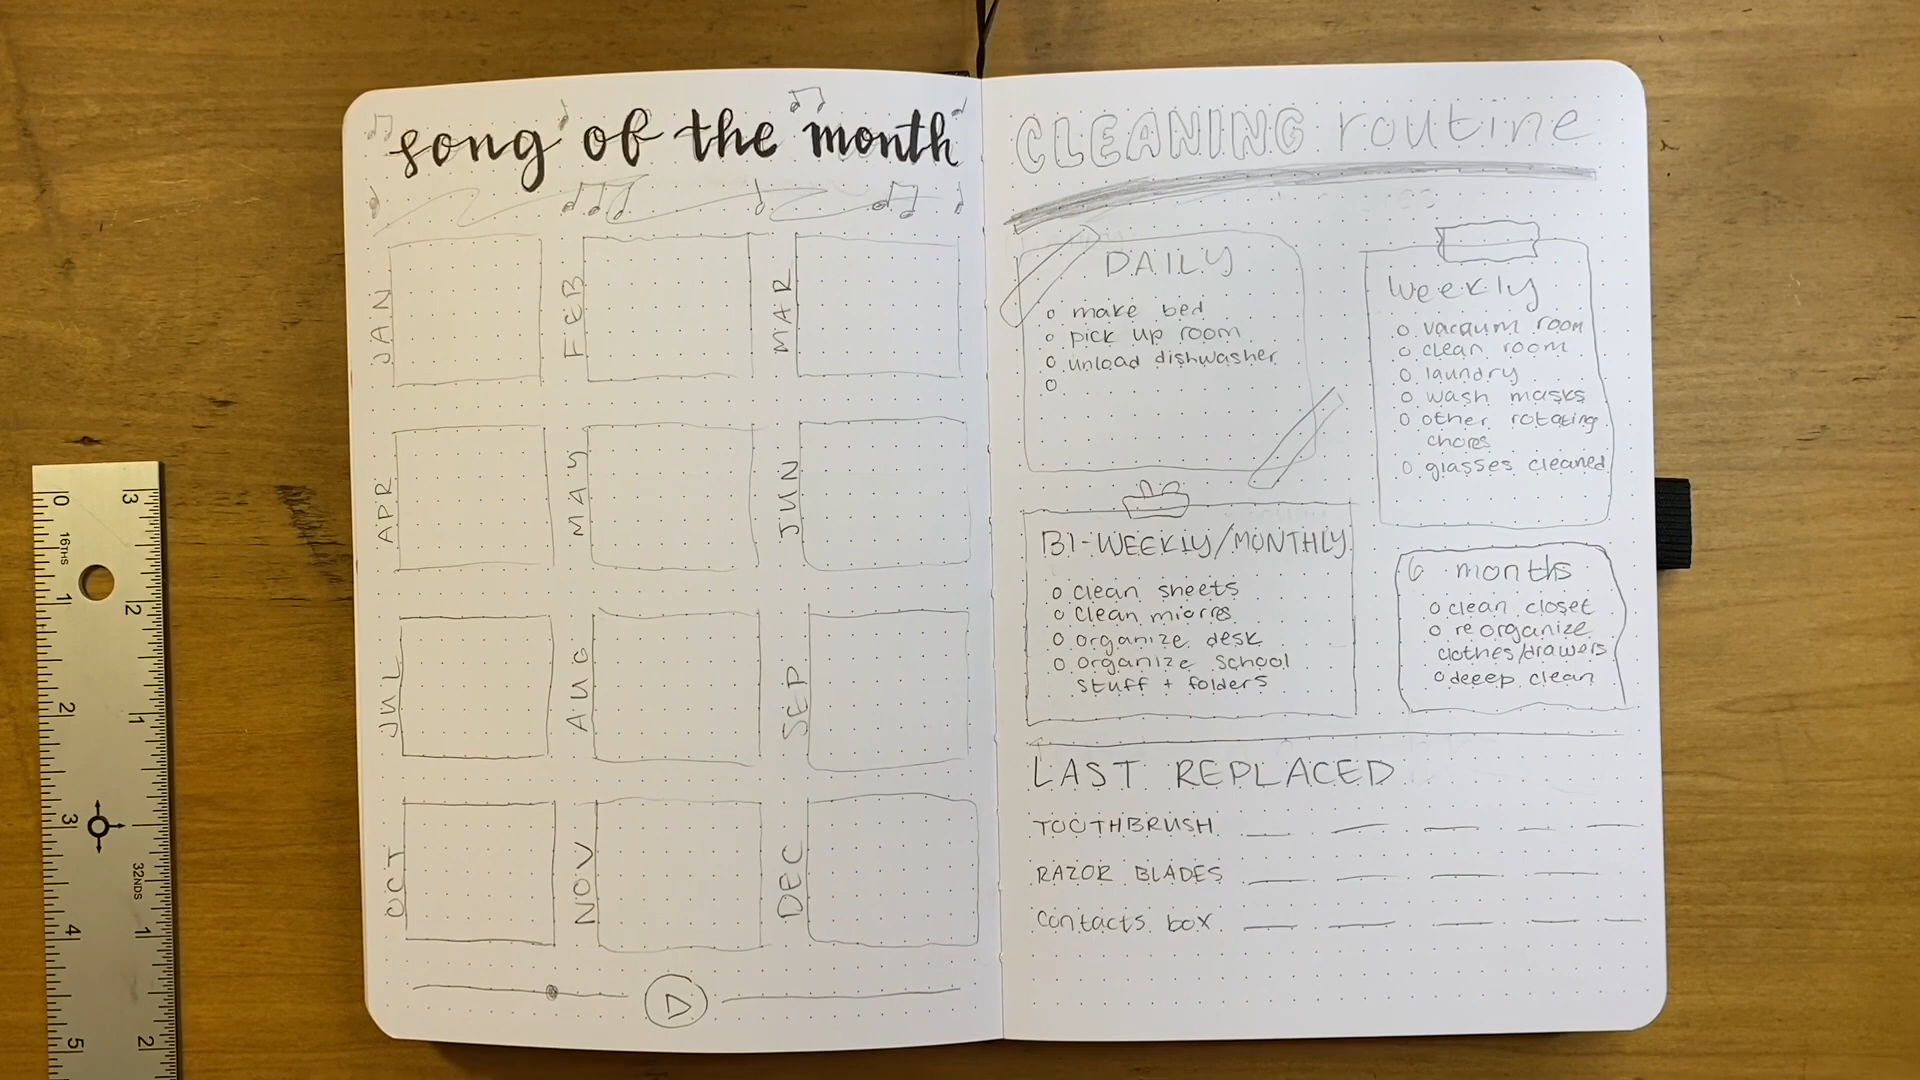 song of the month
JAN
FEB
MAR
APR
MAY
JUN
JUL
AUG
SEP
OCT
NOV
DEC
CLEANING routine
DAILY
make bed
pick up room
unload dishwasher
weekly
vacuum room
clean room
laundry
wash masks
other rotating
chores
glasses cleaned
BI-WEEKLY/MONTHLY
clean sheets
clean miorres
organize desk
organize school
stuff + folders
6 months
clean closet
reorganize
clothes/drawers
deeep clean
LAST REPLACED
TOOTHBRUSH
RAZOR BLADES
contacts box
0
16THS
1
2
3
4
5
3
2
1
32NDS
1
2